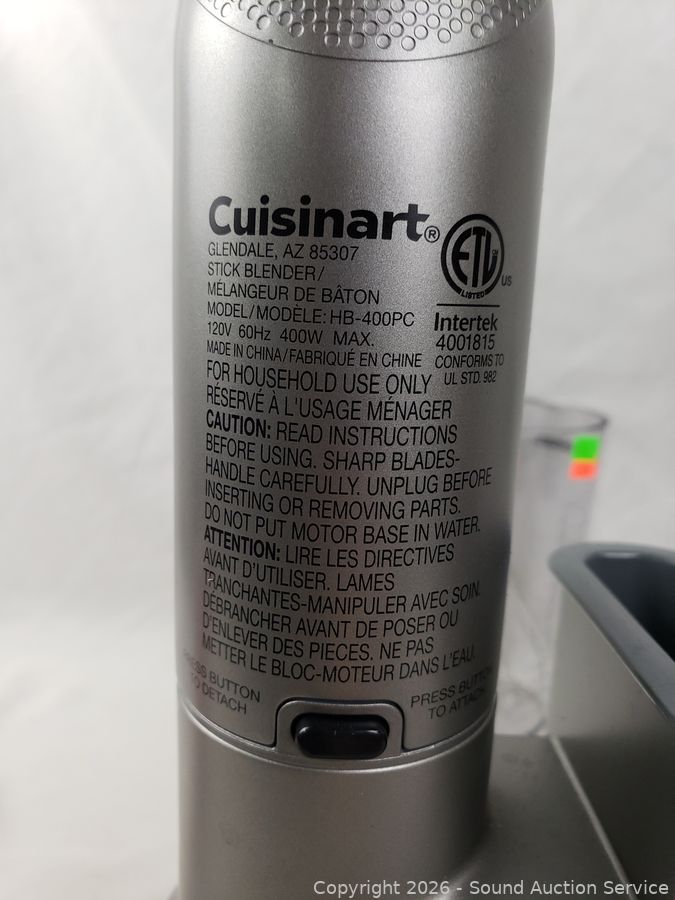 Cuisinart®
GLENDALE, AZ 85307
STICK BLENDER/
MÉLANGEUR DE BÂTON
MODEL/MODÈLE: HB-400PC
120V 60Hz 400W MAX.
MADE IN CHINA/FABRIQUÉ EN CHINE
ETL
LISTED
US
Intertek
4001815
CONFORMS TO
UL STD. 982
FOR HOUSEHOLD USE ONLY
RÉSERVÉ À L'USAGE MÉNAGER
CAUTION: READ INSTRUCTIONS
BEFORE USING. SHARP BLADES-
HANDLE CAREFULLY. UNPLUG BEFORE
INSERTING OR REMOVING PARTS.
DO NOT PUT MOTOR BASE IN WATER.
ATTENTION: LIRE LES DIRECTIVES
AVANT D'UTILISER. LAMES
TRANCHANTES-MANIPULER AVEC SOIN.
DÉBRANCHER AVANT DE POSER OU
D'ENLEVER DES PIECES. NE PAS
METTRE LE BLOC-MOTEUR DANS L'EAU.
PRESS BUTTON
TO DETACH
PRESS BUTTON
TO ATTACH
Copyright 2026 - Sound Auction Service